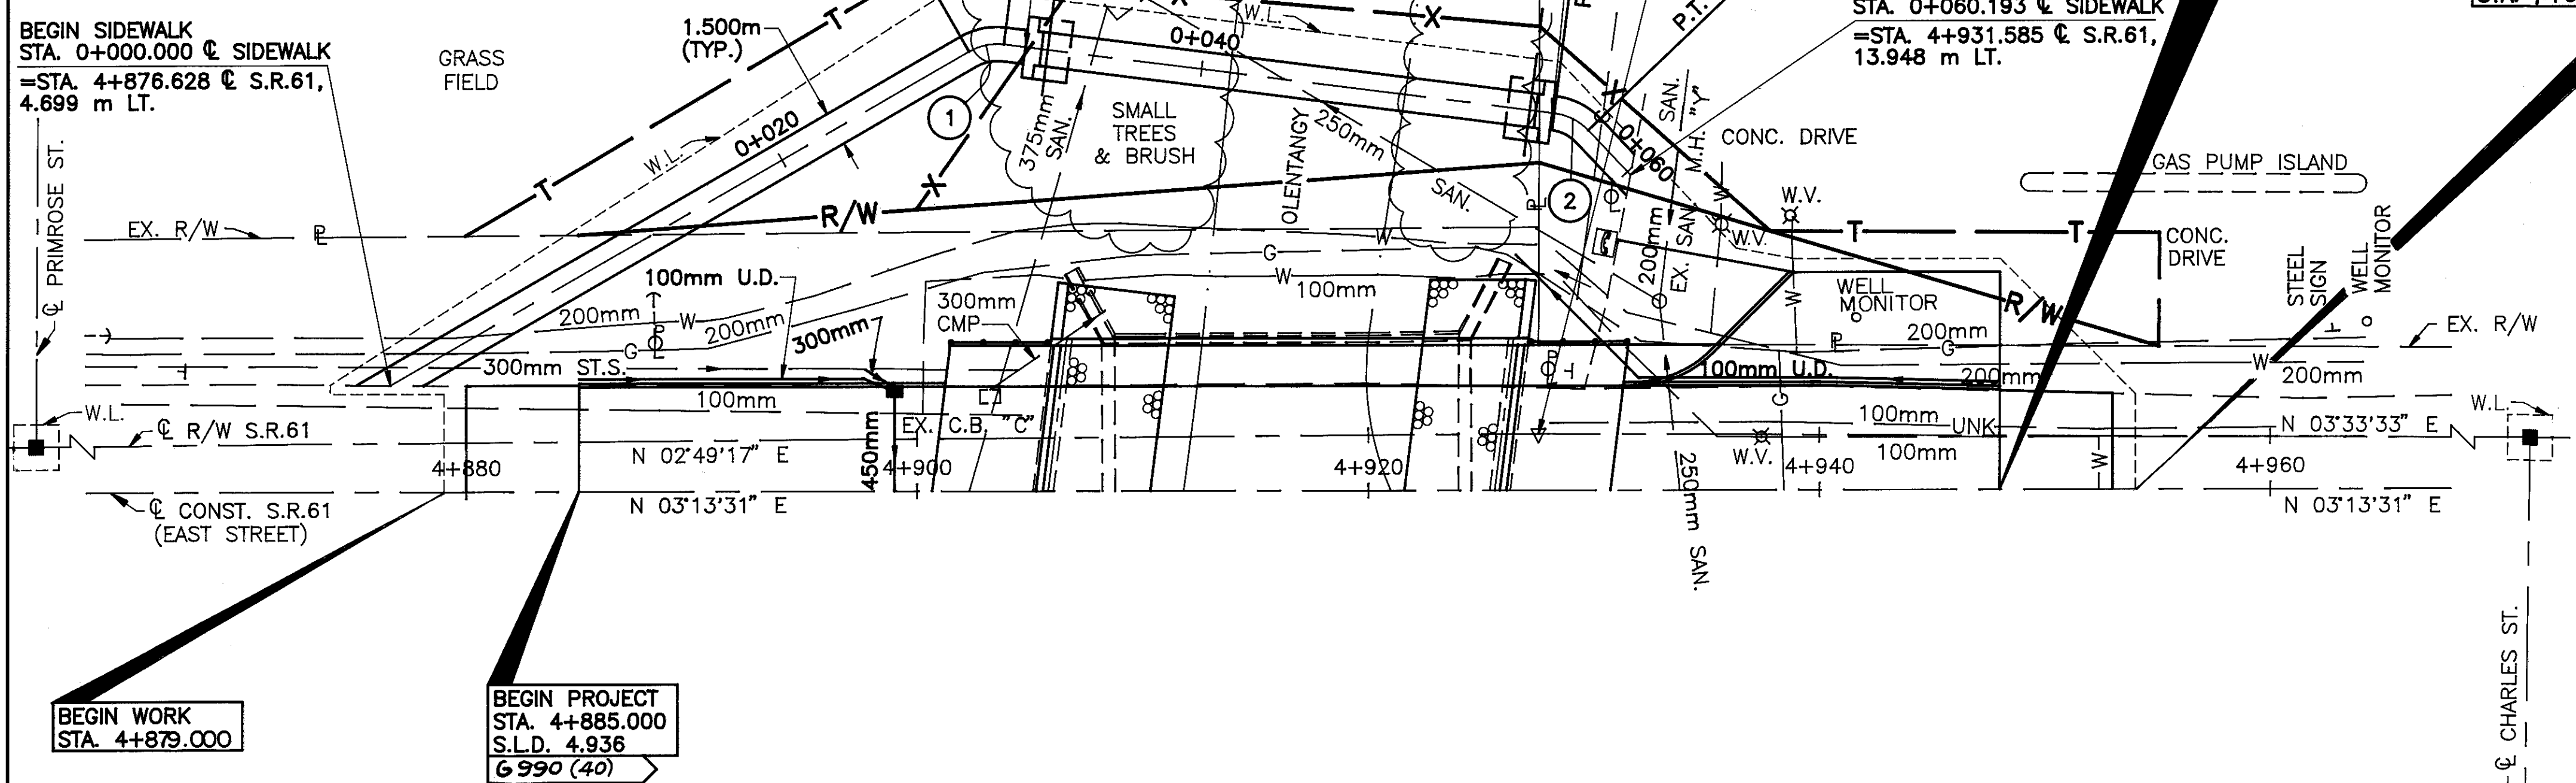 BEGIN SIDEWALK
STA. 0+000.000 ℄ SIDEWALK
=STA. 4+876.628 ℄ S.R.61,
4.699 m LT.
GRASS
FIELD
1.500m
(TYP.)
T
X
W.L.
X
0+040
P.T.
STA. 0+060.193 ℄ SIDEWALK
=STA. 4+931.585 ℄ S.R.61,
13.948 m LT.
℄ PRIMROSE ST.
W.L.
0+020
T
1
X
375mm
SAN.
SMALL
TREES
& BRUSH
OLENTANGY
250mm
SAN.
X
0+060
SAN.
M.H. "Y"
CONC. DRIVE
GAS PUMP ISLAND
2
W
W.V.
W.V.
EX. R/W
R/W
200mm
EX. SAN.
T
T
CONC.
DRIVE
STEEL
SIGN
WELL
MONITOR
G
W
W
100mm
100mm U.D.
300mm
300mm
CMP
200mm
W
200mm
G
W
WELL
MONITOR
R/W
200mm
G
EX. R/W
300mm ST.S.
100mm
100mm U.D.
200mm
W
200mm
W.L.
℄ R/W S.R.61
450mm
EX. C.B. "C"
G
100mm
UNK
N 03°33'33" E
W.L.
4+880
N 02°49'17" E
4+900
4+920
W.V.
4+940
100mm
W
4+960
℄ CONST. S.R.61
(EAST STREET)
N 03°13'31" E
N 03°13'31" E
250mm SAN.
BEGIN WORK
STA. 4+879.000
BEGIN PROJECT
STA. 4+885.000
S.L.D. 4.936
G990 (40)
℄ CHARLES ST.